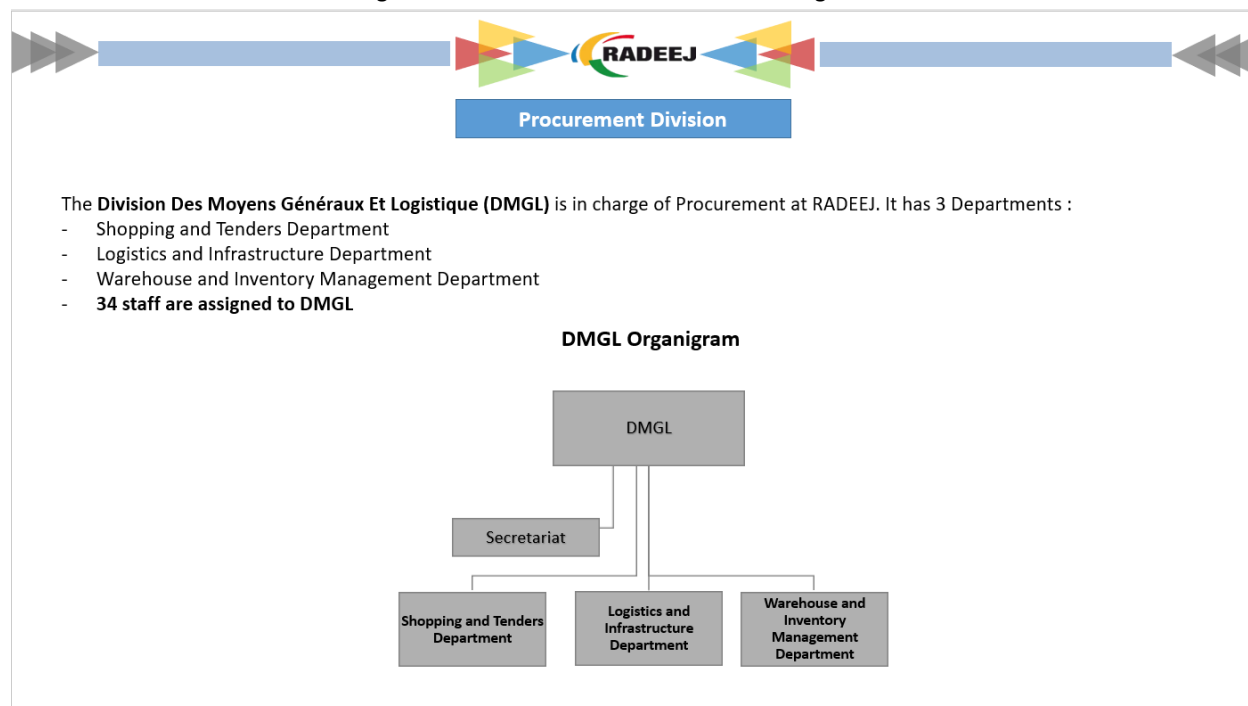 RADEEJ
Procurement Division
The Division Des Moyens Généraux Et Logistique (DMGL) is in charge of Procurement at RADEEJ. It has 3 Departments :
- Shopping and Tenders Department
- Logistics and Infrastructure Department
- Warehouse and Inventory Management Department
- 34 staff are assigned to DMGL
DMGL Organigram
DMGL
Secretariat
Shopping and Tenders
Department
Logistics and
Infrastructure
Department
Warehouse and
Inventory
Management
Department